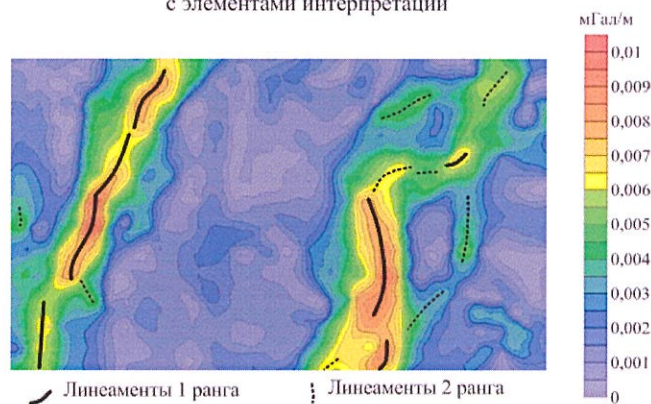 с элементами интерпретации
мГал/м
0,01
0,009
0,008
0,007
0,006
0,005
0,004
0,003
0,002
0,001
0
Линеаменты 1 ранга
Линеаменты 2 ранга